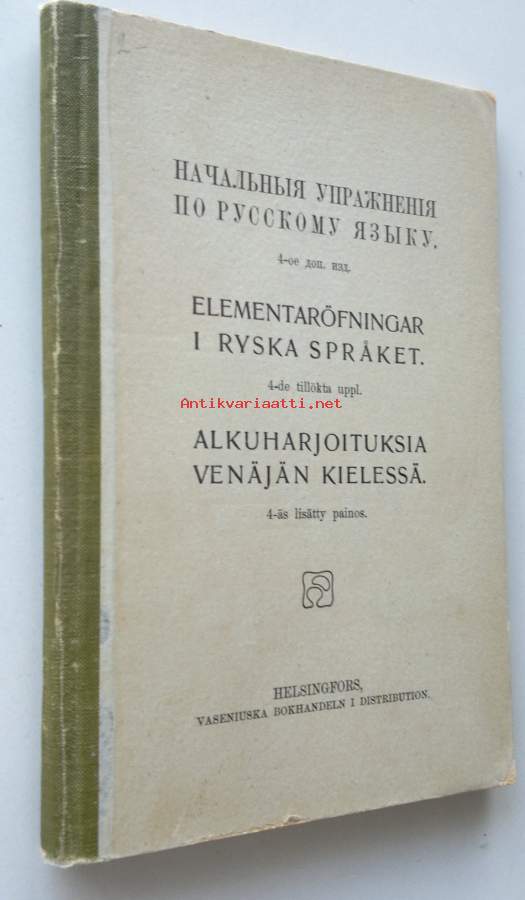 2
НАЧАЛЬНЫЯ УПРАЖНЕНІЯ
ПО РУССКОМУ ЯЗЫКУ.
4-ое доп. изд.
ELEMENTARÖFNINGAR
I RYSKA SPRÅKET.
4-de tillökta uppl.
Antikvariaatti.net
ALKUHARJOITUKSIA
VENÄJÄN KIELESSÄ.
4-äs lisätty painos.
HELSINGFORS,
VASENIUSKA BOKHANDELN I DISTRIBUTION.